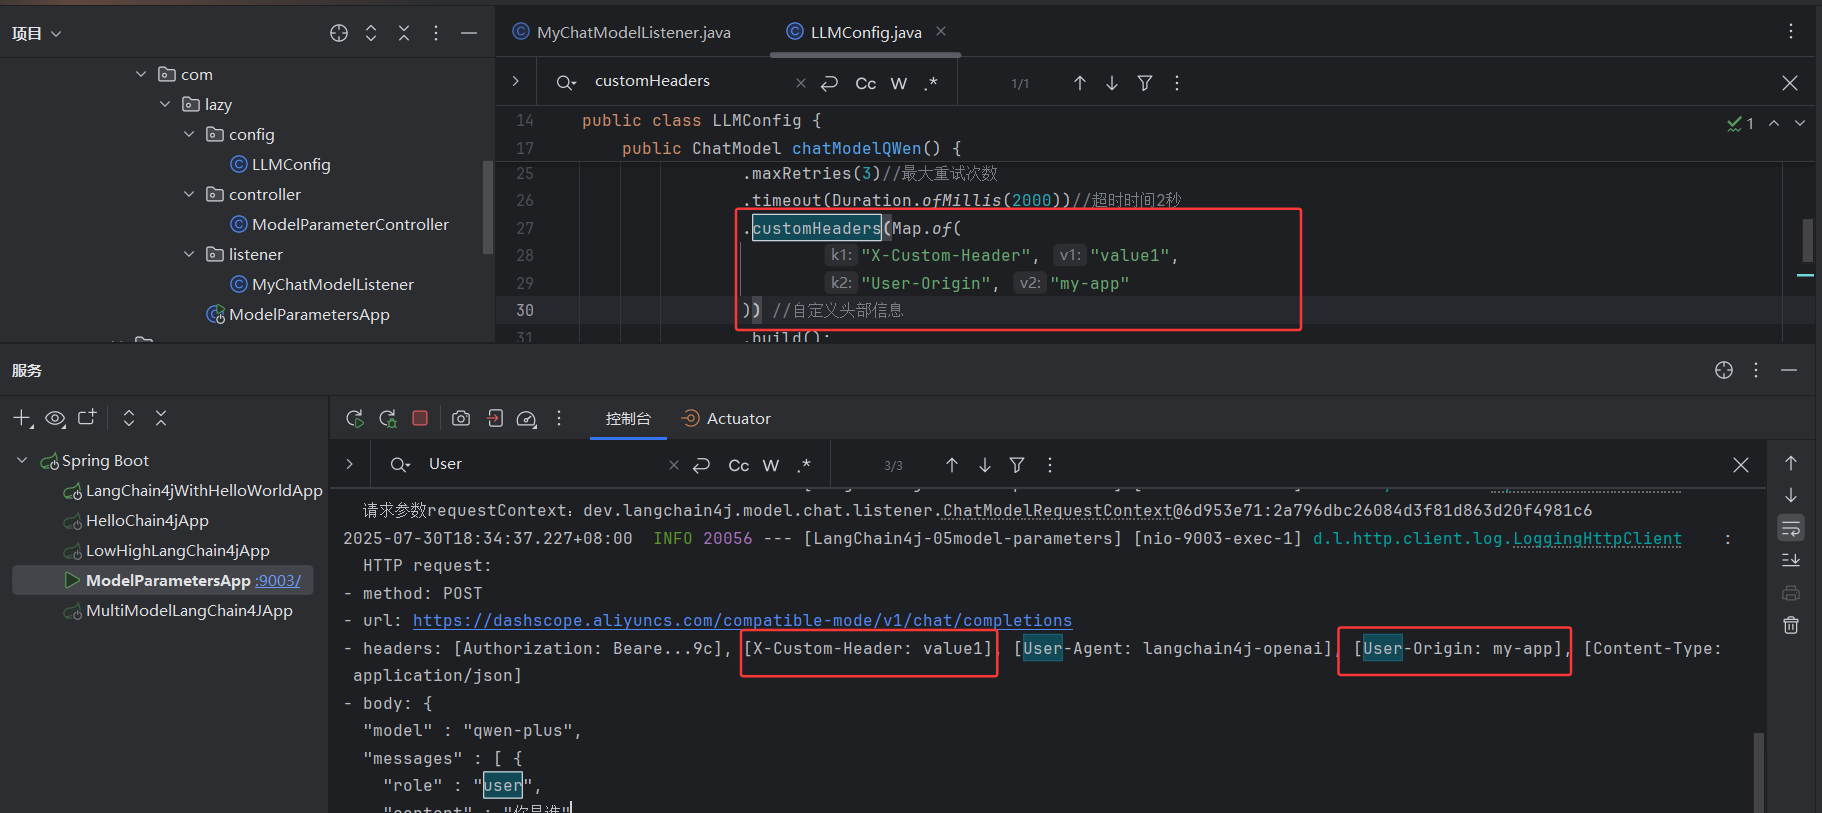 项目
com
lazy
config
LLMConfig
controller
ModelParameterController
listener
MyChatModelListener
ModelParametersApp
MyChatModelListener.java
LLMConfig.java
customHeaders
Cc W .*
1/1
14 public class LLMConfig {
1
17 public ChatModel chatModelQWen() {
25 .maxRetries(3)//最大重试次数
26 .timeout(Duration.ofMillis(2000))//超时时间2秒
27 .customHeaders(Map.of(
28 k1: "X-Custom-Header", v1: "value1",
29 k2: "User-Origin", v2: "my-app"
30 )) //自定义头部信息
31 .build();
服务
控制台
Actuator
Spring Boot
LangChain4jWithHelloWorldApp
HelloChain4jApp
LowHighLangChain4jApp
ModelParametersApp :9003/
MultiModelLangChain4JApp
User
Cc W .*
3/3
请求参数requestContext：dev.langchain4j.model.chat.listener.ChatModelRequestContext@6d953e71:2a796dbc26084d3f81d863d20f4981c6
2025-07-30T18:34:37.227+08:00 INFO 20056 --- [LangChain4j-05model-parameters] [nio-9003-exec-1] d.l.http.client.log.LoggingHttpClient :
HTTP request:
- method: POST
- url: https://dashscope.aliyuncs.com/compatible-mode/v1/chat/completions
- headers: [Authorization: Beare...9c], [X-Custom-Header: value1], [User-Agent: langchain4j-openai], [User-Origin: my-app], [Content-Type:
application/json]
- body: {
"model" : "qwen-plus",
"messages" : [ {
"role" : "user",
"content" : "你是谁"